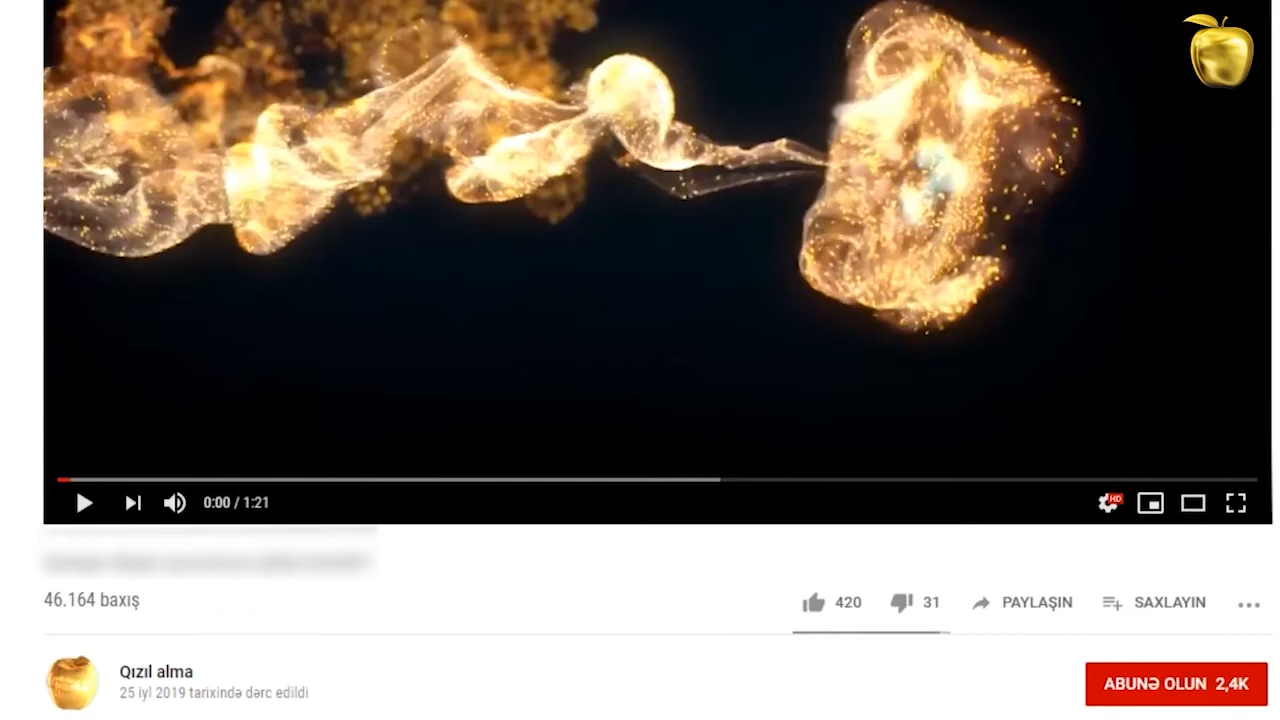 0:00 / 1:21
HD
46.164 baxış
420
31
PAYLAŞIN
SAXLAYIN
Qızıl alma
25 iyl 2019 tarixində dərc edildi
ABUNƏ OLUN 2,4K